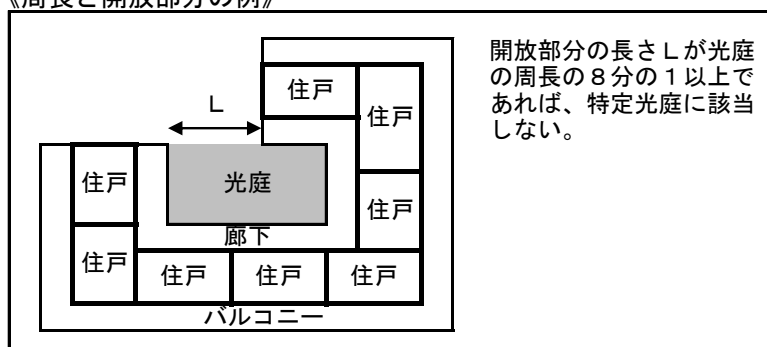 《周長と開放部分の例》
開放部分の長さLが光庭
の周長の8分の1以上で
あれば、特定光庭に該当
しない。
住戸
L
住戸
住戸
光庭
住戸
廊下
住戸
住戸
住戸
住戸
バルコニー